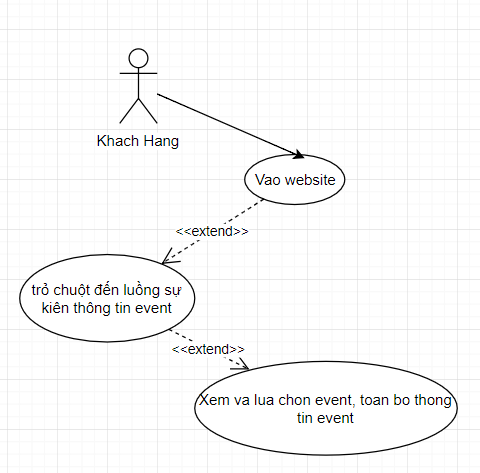 Khach Hang
Vao website
<<extend>>
trỏ chuột đến luồng sự
kiên thông tin event
<<extend>>
Xem va lua chon event, toan bo thong
tin event